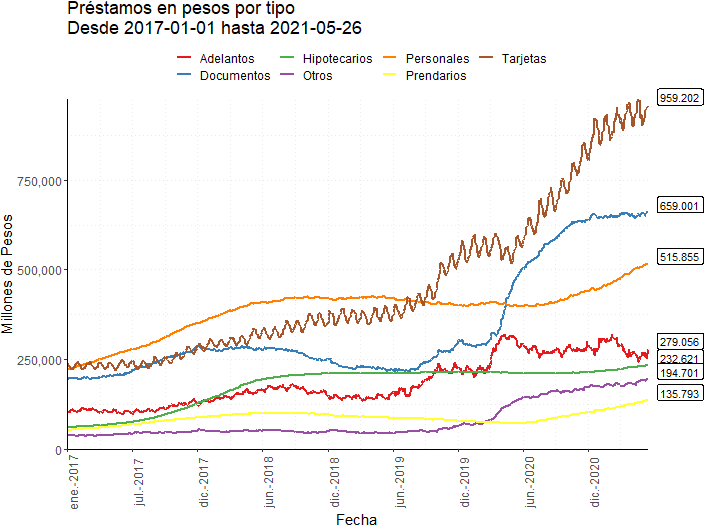 Préstamos en pesos por tipo
Desde 2017-01-01 hasta 2021-05-26
Adelantos Hipotecarios Personales Tarjetas
Documentos Otros Prendarios
Millones de Pesos
750,000
500,000
250,000
0
959.202
659.001
515.855
279.056
232.621
194.701
135.793
ene.-2017
jul.-2017
dic.-2017
jun.-2018
dic.-2018
jun.-2019
dic.-2019
jun.-2020
dic.-2020
Fecha